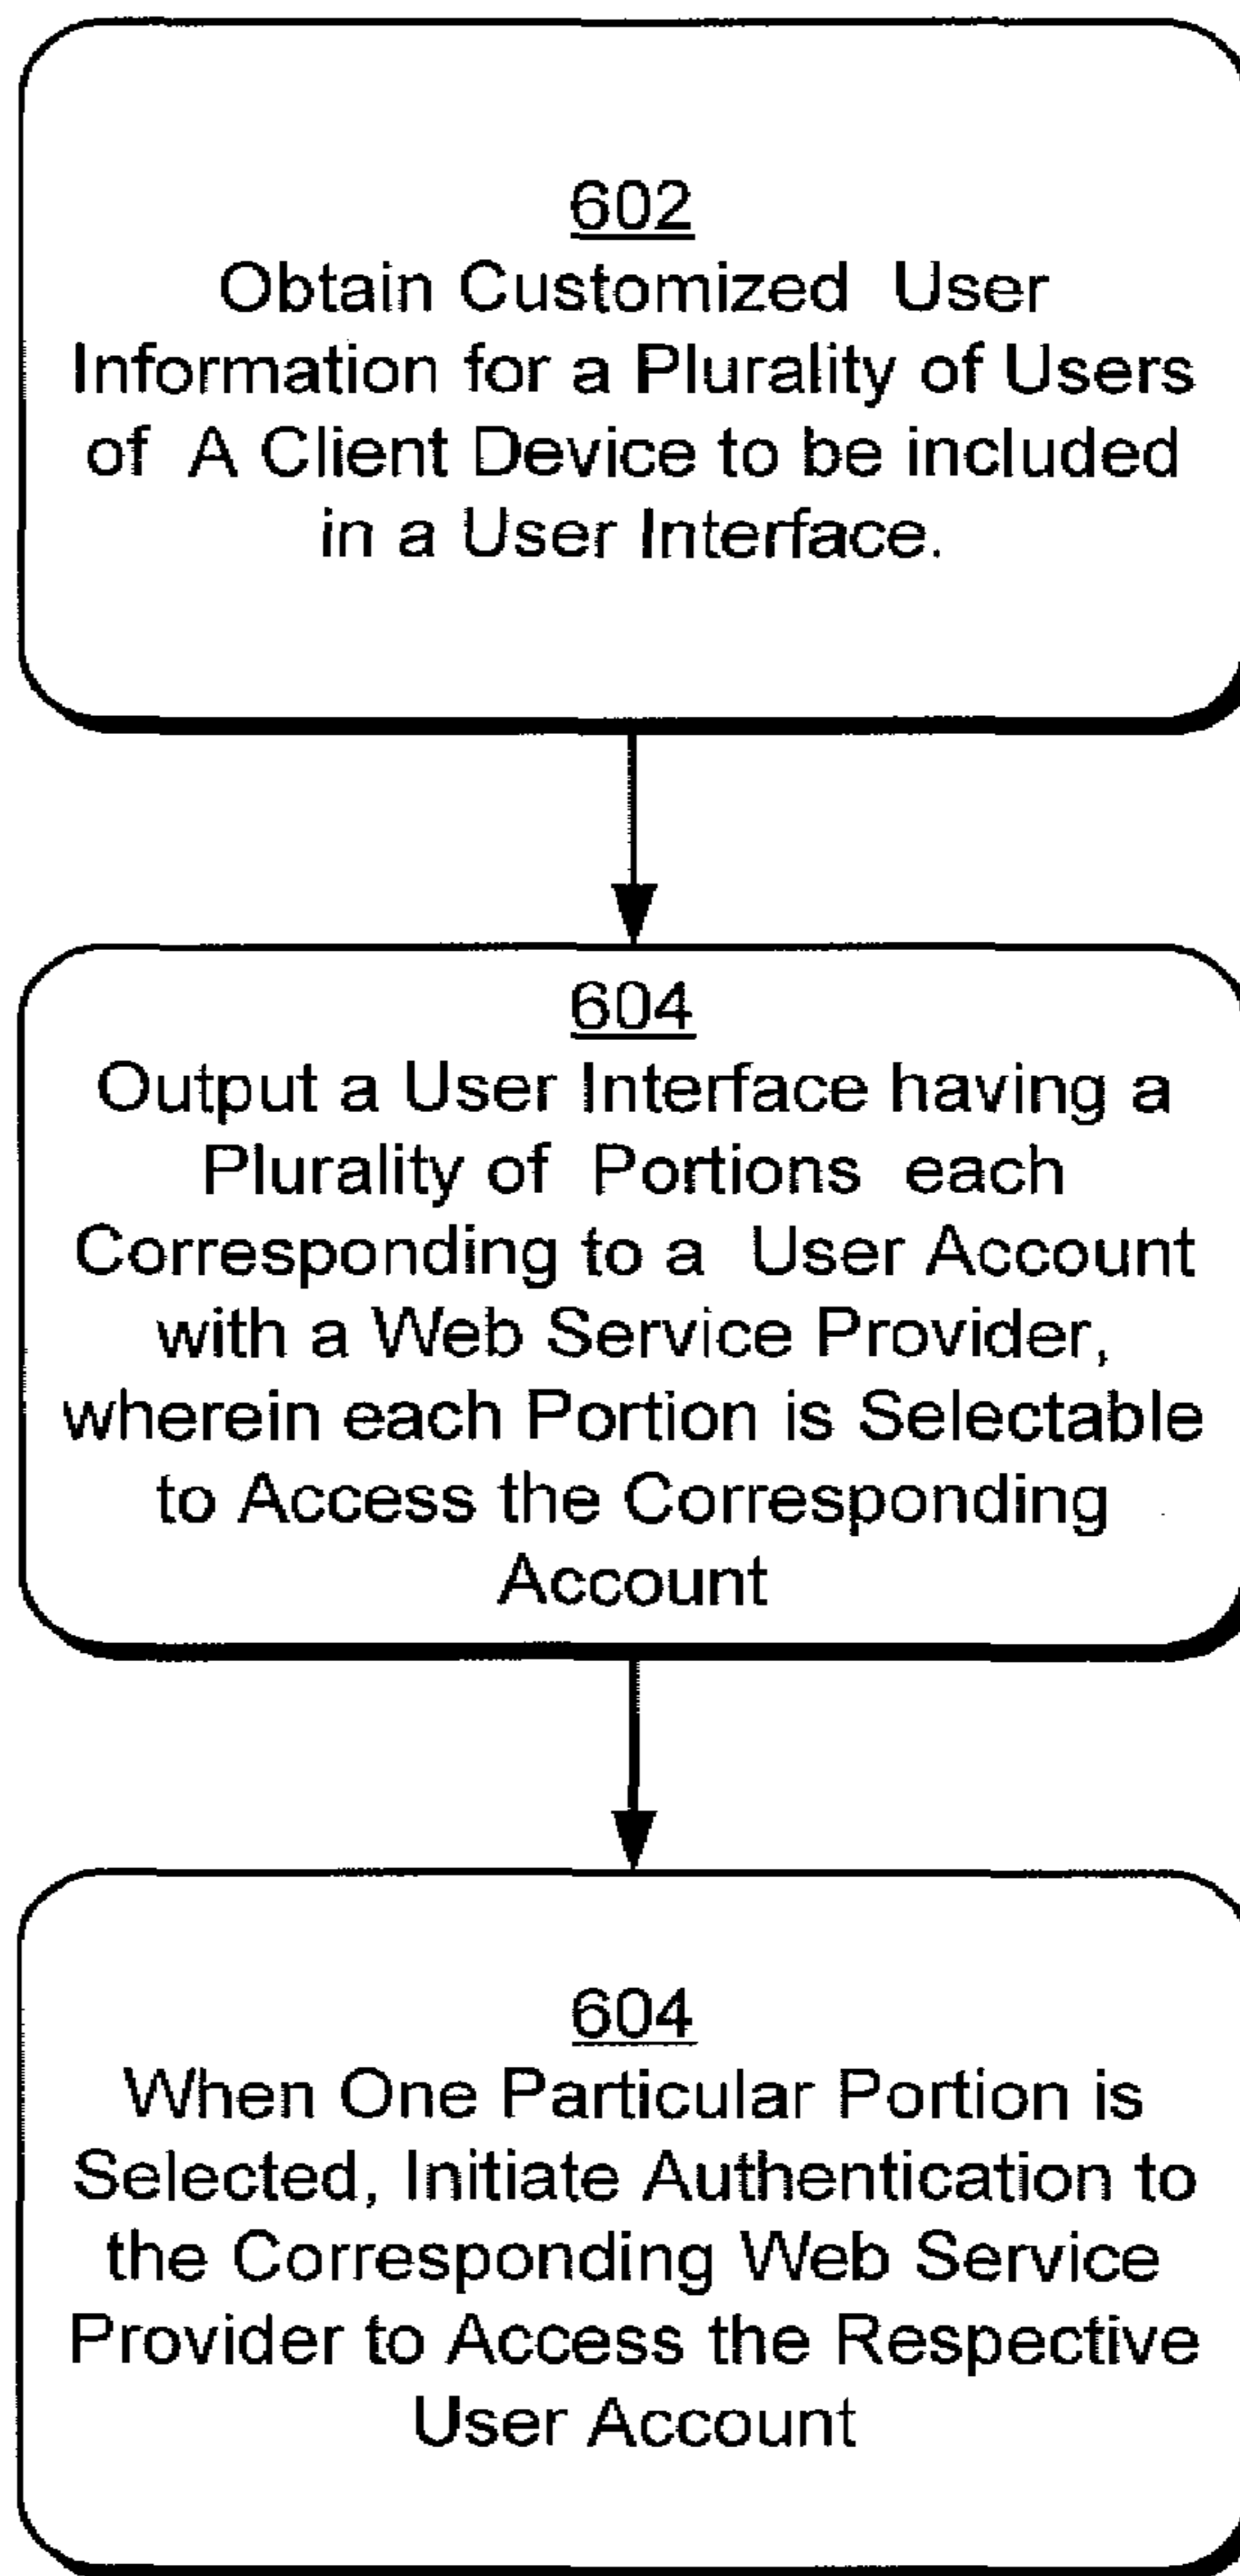 602
Obtain Customized User
Information for a Plurality of Users
of A Client Device to be included
in a User Interface.
604
Output a User Interface having a
Plurality of Portions each
Corresponding to a User Account
with a Web Service Provider,
wherein each Portion is Selectable
to Access the Corresponding
Account
604
When One Particular Portion is
Selected, Initiate Authentication to
the Corresponding Web Service
Provider to Access the Respective
User Account